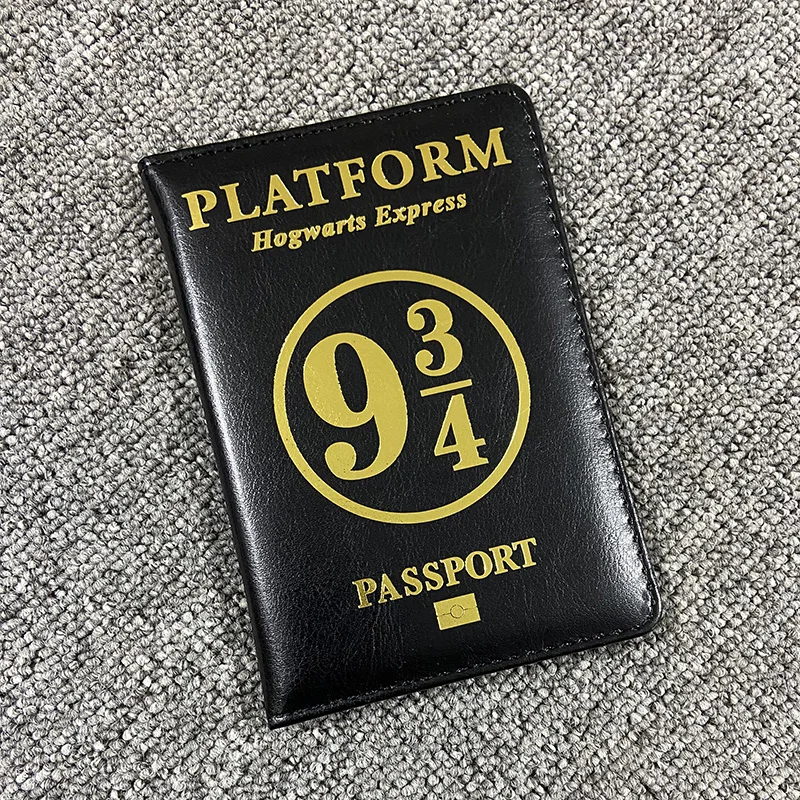 PLATFORM
Hogwarts Express
9 3/4
PASSPORT